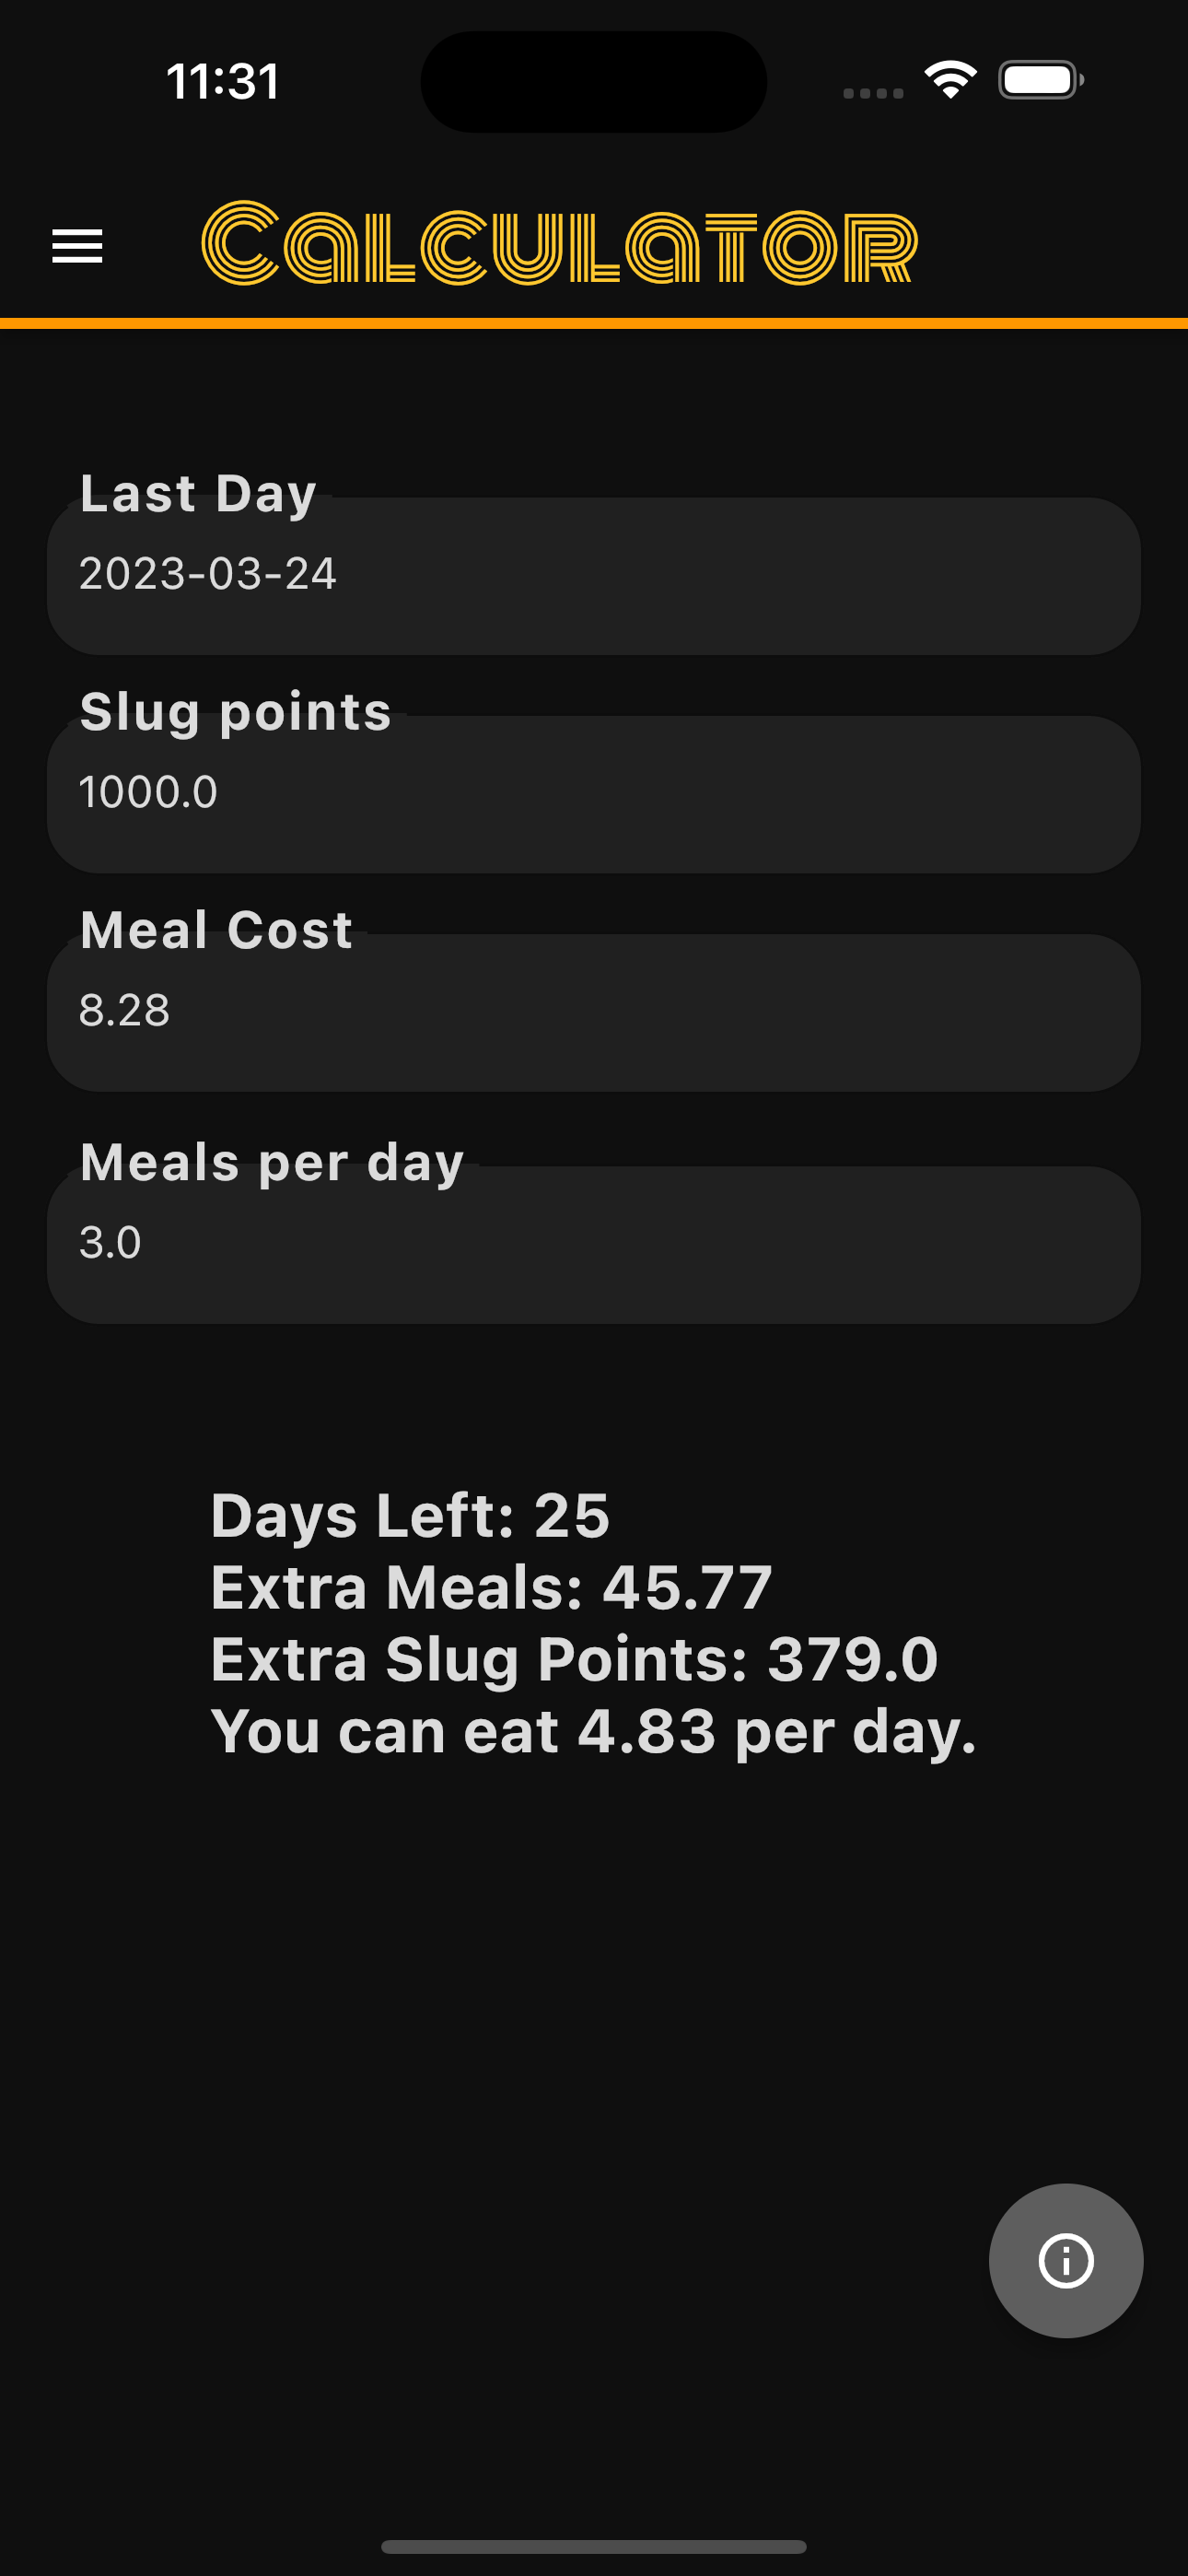 11:31
Calculator
Last Day
2023-03-24
Slug points
1000.0
Meal Cost
8.28
Meals per day
3.0
Days Left: 25
Extra Meals: 45.77
Extra Slug Points: 379.0
You can eat 4.83 per day.